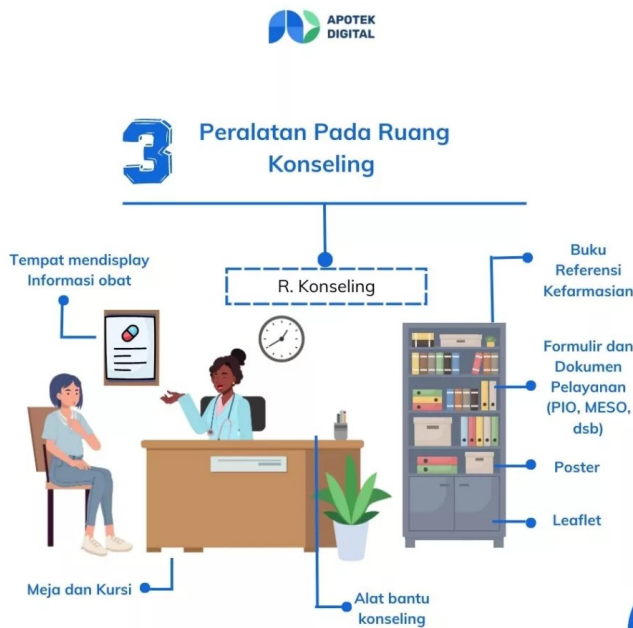 APOTEK
DIGITAL
3
Peralatan Pada Ruang
Konseling
Tempat mendisplay
Informasi obat
R. Konseling
Buku
Referensi
Kefarmasian
Formulir dan
Dokumen
Pelayanan
(PIO, MESO,
dsb)
Poster
Leaflet
Meja dan Kursi
Alat bantu
konseling